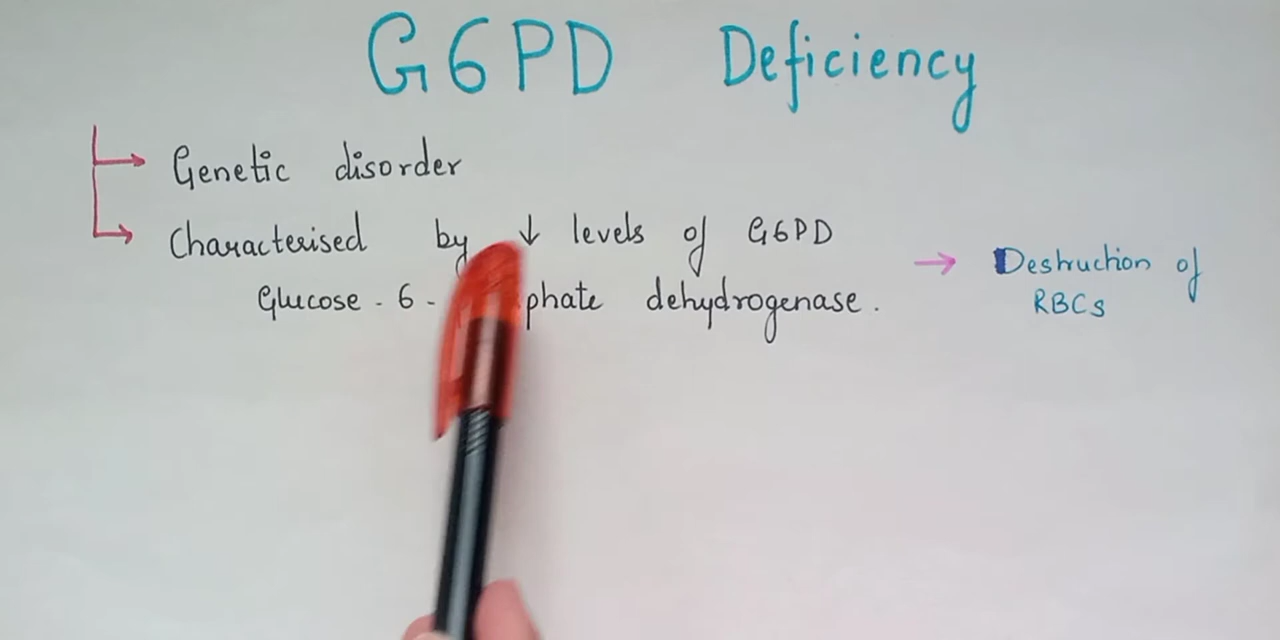 G6PD Deficiency
Genetic disorder
Characterised by ↓ levels of G6PD
Glucose - 6 - phate dehydrogenase.
→ Destruction of
RBCs